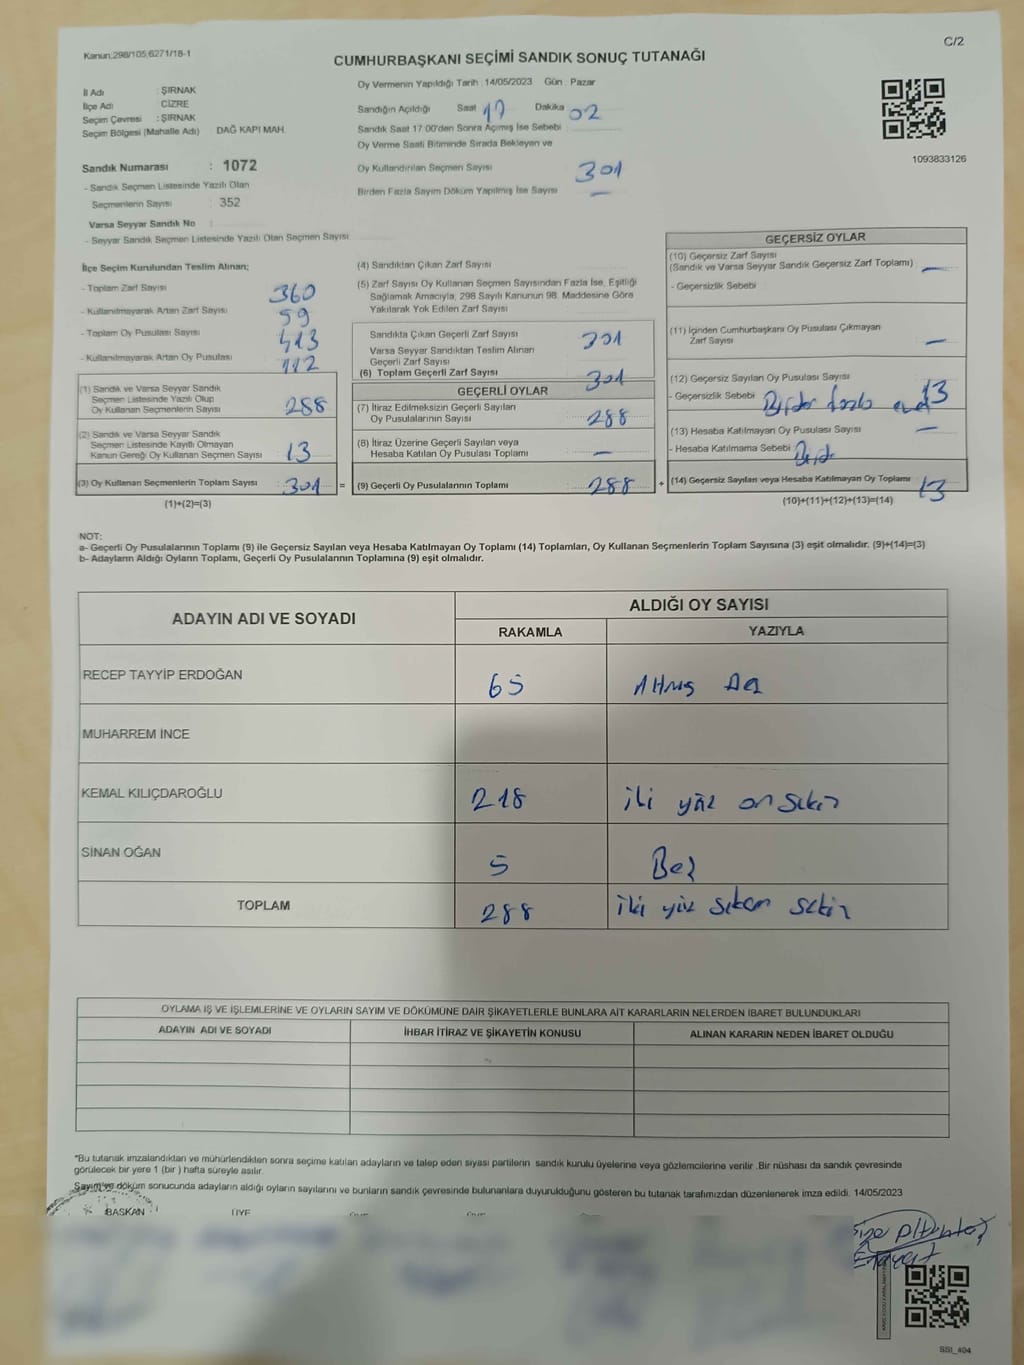 Kanun;298/105,6271/18-1
C/2
CUMHURBAŞKANI SEÇİMİ SANDIK SONUÇ TUTANAĞI
İl Adı : ŞIRNAK
İlçe Adı : CİZRE
Seçim Çevresi : ŞIRNAK
Seçim Bölgesi (Mahalle Adı) DAĞ KAPI MAH.
Sandık Numarası : 1072
- Sandık Seçmen Listesinde Yazılı Olan
Seçmenlerin Sayısı : 352
Varsa Seyyar Sandık No
- Seyyar Sandık Seçmen Listesinde Yazılı Olan Seçmen Sayısı
Oy Vermenin Yapıldığı Tarih : 14/05/2023 Gün : Pazar
Sandığın Açıldığı Saat 17 Dakika 02
Sandık Saat 17:00'den Sonra Açımış İse Sebebi :
Oy Verme Saati Bitiminde Sırada Bekleyen ve
Oy Kullandırılan Seçmen Sayısı 301
Birden Fazla Sayım Döküm Yapılmış İse Sayısı —
1093833126
İlçe Seçim Kurulundan Teslim Alınan;
- Toplam Zarf Sayısı 360
- Kullanılmayarak Artan Zarf Sayısı 59
- Toplam Oy Pusulası Sayısı 413
- Kullanılmayarak Artan Oy Pusulası 112
(1) Sandık ve Varsa Seyyar Sandık
Seçmen Listesinde Yazılı Olup
Oy Kullanan Seçmenlerin Sayısı 288
(2) Sandık ve Varsa Seyyar Sandık
Seçmen Listesinde Kayıtlı Olmayan
Kanun Gereği Oy Kullanan Seçmen Sayısı 13
(3) Oy Kullanan Seçmenlerin Toplam Sayısı 301 =
(1)+(2)=(3)
(4) Sandıktan Çıkan Zarf Sayısı
(5) Zarf Sayısı Oy Kullanan Seçmen Sayısından Fazla İse, Eşitliği
Sağlamak Amacıyla, 298 Sayılı Kanunun 98. Maddesine Göre
Yakılarak Yok Edilen Zarf Sayısı
Sandıkta Çıkan Geçerli Zarf Sayısı 301
Varsa Seyyar Sandıktan Teslim Alınan
Geçerli Zarf Sayısı
(6) Toplam Geçerli Zarf Sayısı 301
GEÇERLİ OYLAR
(7) İtiraz Edilmeksizin Geçerli Sayılan
Oy Pusulalarının Sayısı 288
(8) İtiraz Üzerine Geçerli Sayılan veya
Hesaba Katılan Oy Pusulası Toplamı —
(9) Geçerli Oy Pusulalarının Toplamı 288 +
GEÇERSİZ OYLAR
(10) Geçersiz Zarf Sayısı
(Sandık ve Varsa Seyyar Sandık Geçersiz Zarf Toplamı) —
- Geçersizlik Sebebi
(11) İçinden Cumhurbaşkanı Oy Pusulası Çıkmayan
Zarf Sayısı —
(12) Geçersiz Sayılan Oy Pusulası Sayısı 13
- Geçersizlik Sebebi
(13) Hesaba Katılmayan Oy Pusulası Sayısı —
- Hesaba Katılmama Sebebi
(14) Geçersiz Sayılan veya Hesaba Katılmayan Oy Toplamı 13
(10)+(11)+(12)+(13)=(14)
NOT:
a- Geçerli Oy Pusulalarının Toplamı (9) ile Geçersiz Sayılan veya Hesaba Katılmayan Oy Toplamı (14) Toplamları, Oy Kullanan Seçmenlerin Toplam Sayısına (3) eşit olmalıdır. (9)+(14)=(3)
b- Adayların Aldığı Oyların Toplamı, Geçerli Oy Pusulalarının Toplamına (9) eşit olmalıdır.
ADAYIN ADI VE SOYADI
ALDIĞI OY SAYISI
RAKAMLA YAZIYLA
RECEP TAYYİP ERDOĞAN 65
MUHARREM İNCE
KEMAL KILIÇDAROĞLU 218 iki yüz on sekiz
SİNAN OĞAN 5 Beş
TOPLAM 288 iki yüz seksen sekiz
OYLAMA İŞ VE İŞLEMLERİNE VE OYLARIN SAYIM VE DÖKÜMÜNE DAİR ŞİKAYETLERLE BUNLARA AİT KARARLARIN NELERDEN İBARET BULUNDUKLARI
ADAYIN ADI VE SOYADI İHBAR İTİRAZ VE ŞİKAYETİN KONUSU ALINAN KARARIN NEDEN İBARET OLDUĞU
*Bu tutanak imzalandıktan ve mühürlendikten sonra seçime katılan adayların ve talep eden siyasi partilerin sandık kurulu üyelerine veya gözlemcilerine verilir .Bir nüshası da sandık çevresinde
görülecek bir yere 1 (bir ) hafta süreyle asılır.
Sayım ve döküm sonucunda adayların aldığı oyların sayılarını ve bunların sandık çevresinde bulunanlara duyurulduğunu gösteren bu tutanak tarafımızdan düzenlenerek imza edildi. 14/05/2023
BAŞKAN ÜYE
SSI_404